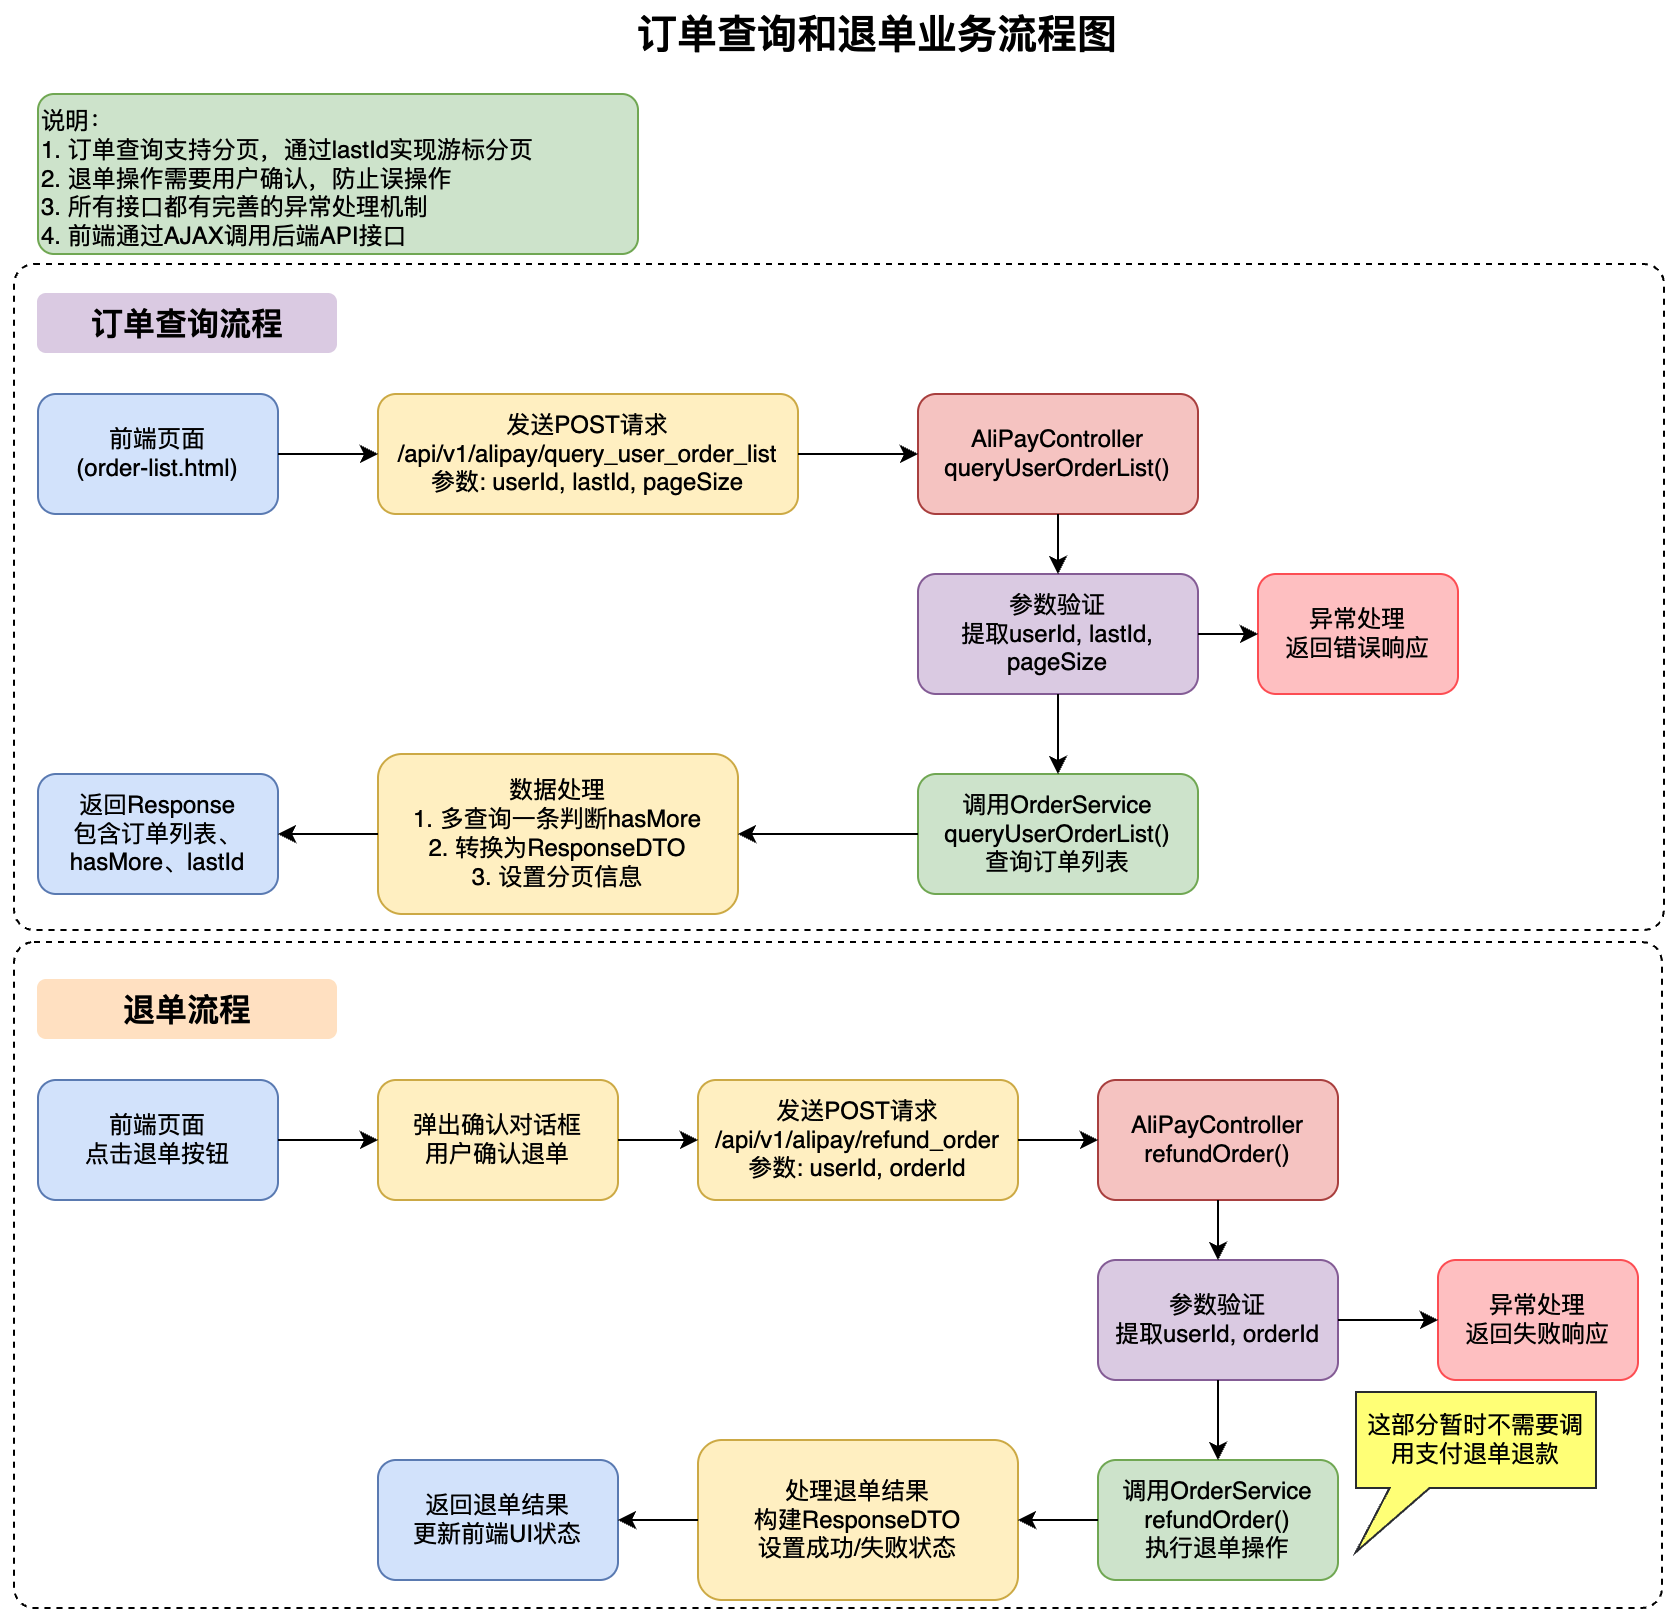 订单查询和退单业务流程图
说明：
1. 订单查询支持分页，通过lastId实现游标分页
2. 退单操作需要用户确认，防止误操作
3. 所有接口都有完善的异常处理机制
4. 前端通过AJAX调用后端API接口
订单查询流程
前端页面
(order-list.html)
发送POST请求
/api/v1/alipay/query_user_order_list
参数: userId, lastId, pageSize
AliPayController
queryUserOrderList()
参数验证
提取userId, lastId,
pageSize
异常处理
返回错误响应
调用OrderService
queryUserOrderList()
查询订单列表
数据处理
1. 多查询一条判断hasMore
2. 转换为ResponseDTO
3. 设置分页信息
返回Response
包含订单列表、
hasMore、lastId
退单流程
前端页面
点击退单按钮
弹出确认对话框
用户确认退单
发送POST请求
/api/v1/alipay/refund_order
参数: userId, orderId
AliPayController
refundOrder()
参数验证
提取userId, orderId
异常处理
返回失败响应
这部分暂时不需要调
用支付退单退款
调用OrderService
refundOrder()
执行退单操作
处理退单结果
构建ResponseDTO
设置成功/失败状态
返回退单结果
更新前端UI状态